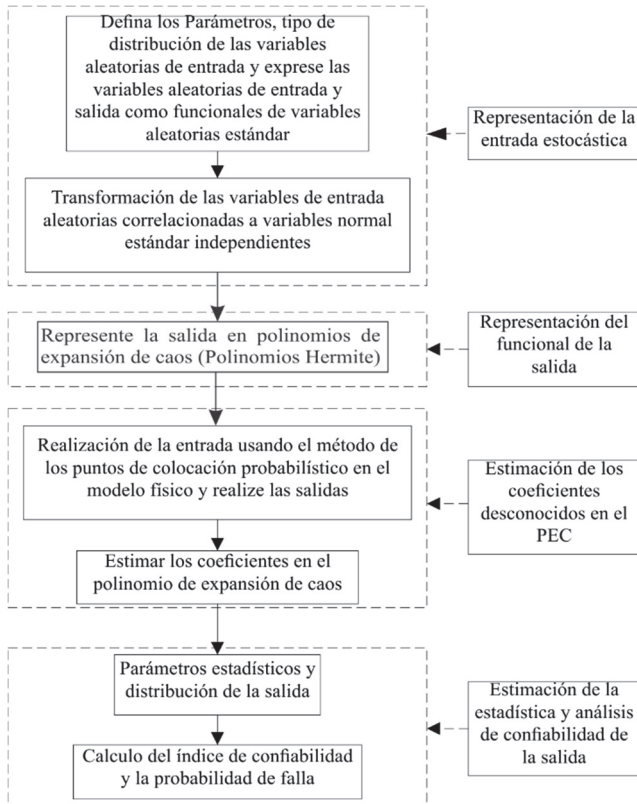 Defina los Parámetros, tipo de
distribución de las variables
aleatorias de entrada y exprese las
variables aleatorias de entrada y
salida como funcionales de variables
aleatorias estándar
Representación de la
entrada estocástica
Transformación de las variables de entrada
aleatorias correlacionadas a variables normal
estándar independientes
Represente la salida en polinomios de
expansión de caos (Polinomios Hermite)
Representación del
funcional de la
salida
Realización de la entrada usando el método de
los puntos de colocación probabilístico en el
modelo físico y realize las salidas
Estimación de los
coeficientes
desconocidos en el
PEC
Estimar los coeficientes en el
polinomio de expansión de caos
Parámetros estadísticos y
distribución de la salida
Estimación de la
estadística y análisis
de confiabilidad de
la salida
Calculo del índice de confiabilidad
y la probabilidad de falla